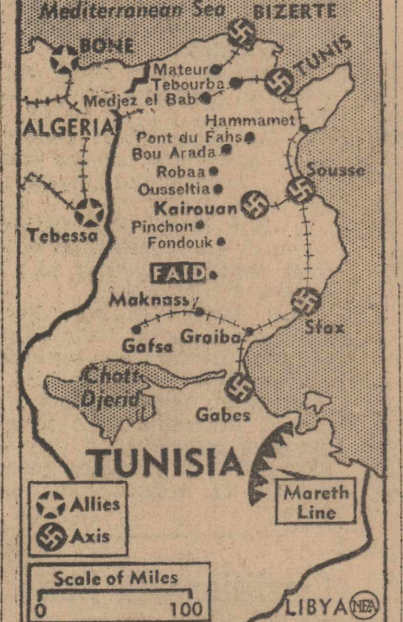 Mediterranean Sea
BIZERTE
BONE
TUNIS
Mateur
Tebourba
Medjez el Bab
ALGERIA
Hammamet
Pont du Fahs
Bou Arada
Sousse
Robaa
Ousseltia
Kairouan
Pinchon
Tebessa
Fondouk
FAID
Maknassy
Sfax
Graiba
Gafsa
Chott
Djerid
Gabes
TUNISIA
Mareth
Line
Allies
Axis
Scale of Miles
0 100
LIBYA
NEA